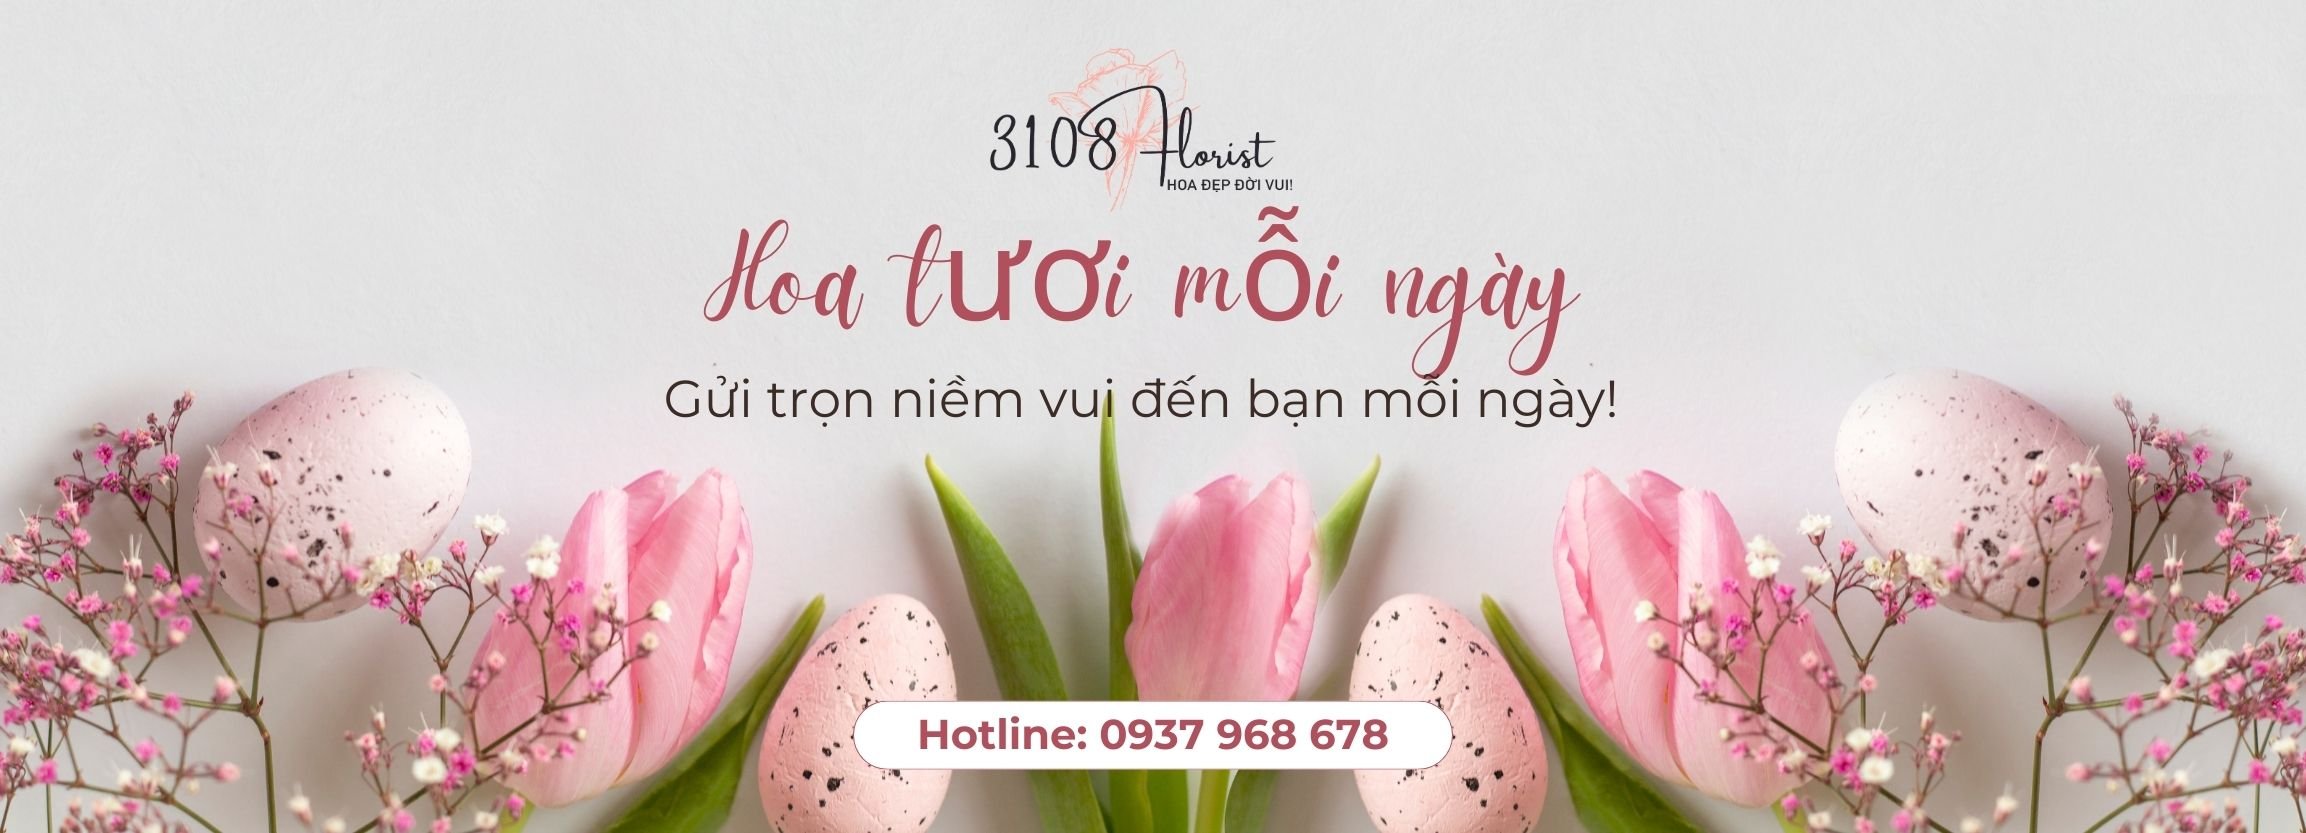 3108 Florist
HOA ĐẸP ĐỜI VUI!
Hoa tươi mỗi ngày
Gửi trọn niềm vui đến bạn mỗi ngày!
Hotline: 0937 968 678